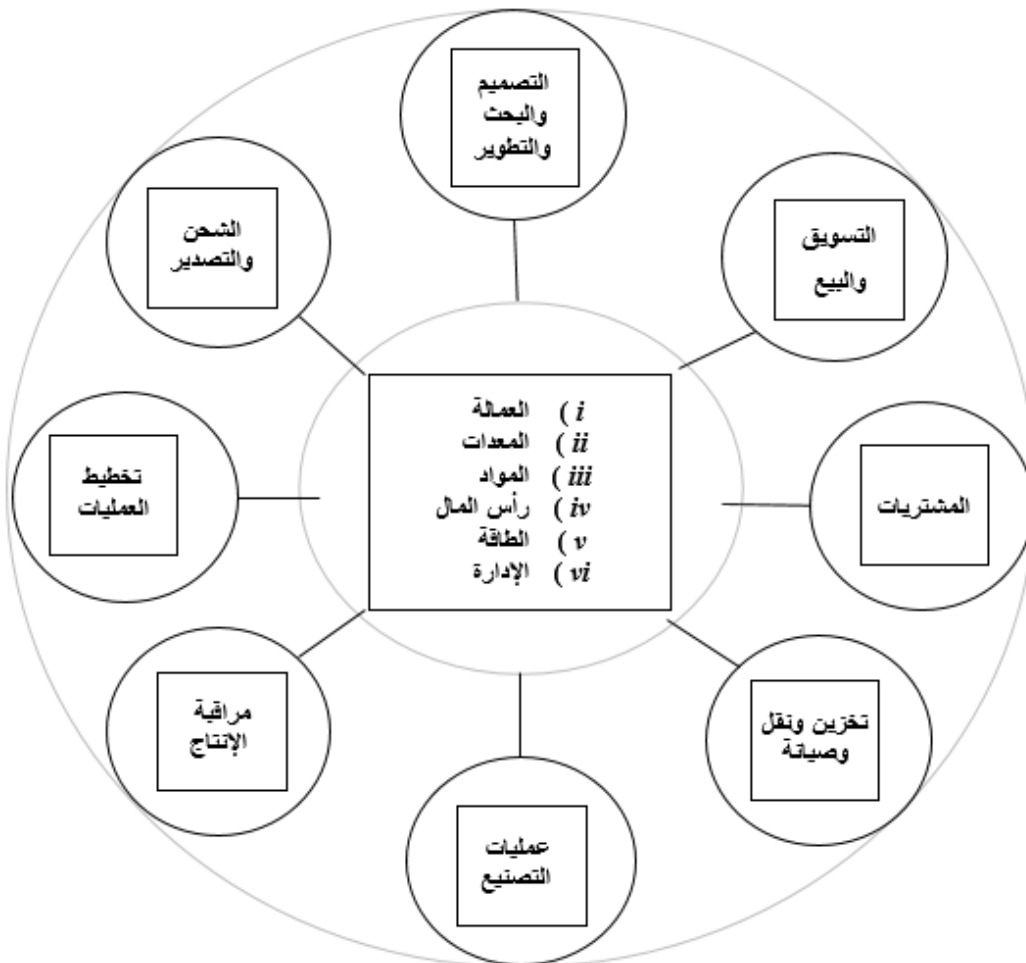 التصميم
والبحث
والتطوير
التسويق
والبيع
الشحن
والتصدير
i ) العمالة
ii ) المعدات
iii ) المواد
iv ) رأس المال
v ) الطاقة
vi ) الإدارة
المشتريات
تخطيط
العمليات
تخزين ونقل
وصيانة
مراقبة
الإنتاج
عمليات
التصنيع